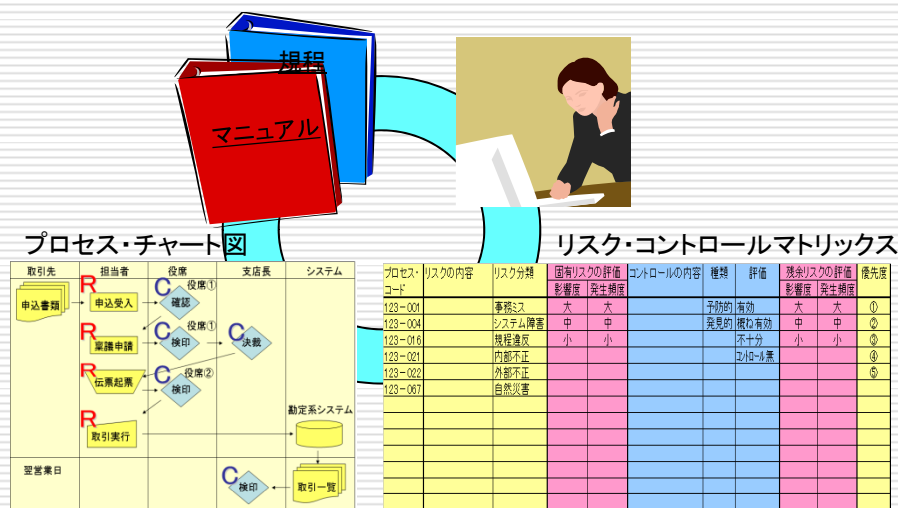 規程
マニュアル
プロセス・チャート図
リスク・コントロールマトリックス
取引先 担当者 役席 支店長 システム
申込書類 R 申込受入 C 役席① 確認
R 稟議申請 C 役席① 検印 C 決裁
R 伝票起票 C 役席② 検印
R 取引実行 勘定系システム
翌営業日 C 検印 取引一覧
プロセス・コード リスクの内容 リスク分類 固有リスクの評価 コントロールの内容 種類 評価 残余リスクの評価 優先度
影響度 発生頻度 影響度 発生頻度
123-001 事務ミス 大 大 予防的 有効 大 大 ①
123-004 システム障害 中 中 発見的 概ね有効 中 中 ②
123-016 規程違反 小 小 不十分 小 小 ③
123-021 内部不正 コントロール無 ④
123-022 外部不正 ⑤
123-067 自然災害